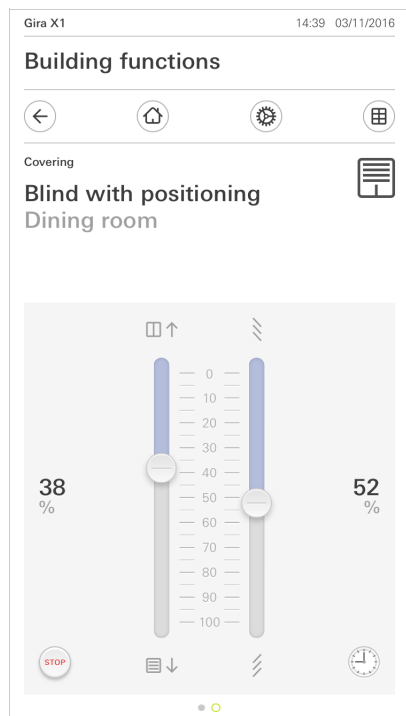 Gira X1 14:39 03/11/2016
Building functions
Covering
Blind with positioning
Dining room
0
10
20
30
40
50
60
70
80
90
100
38
%
52
%
STOP